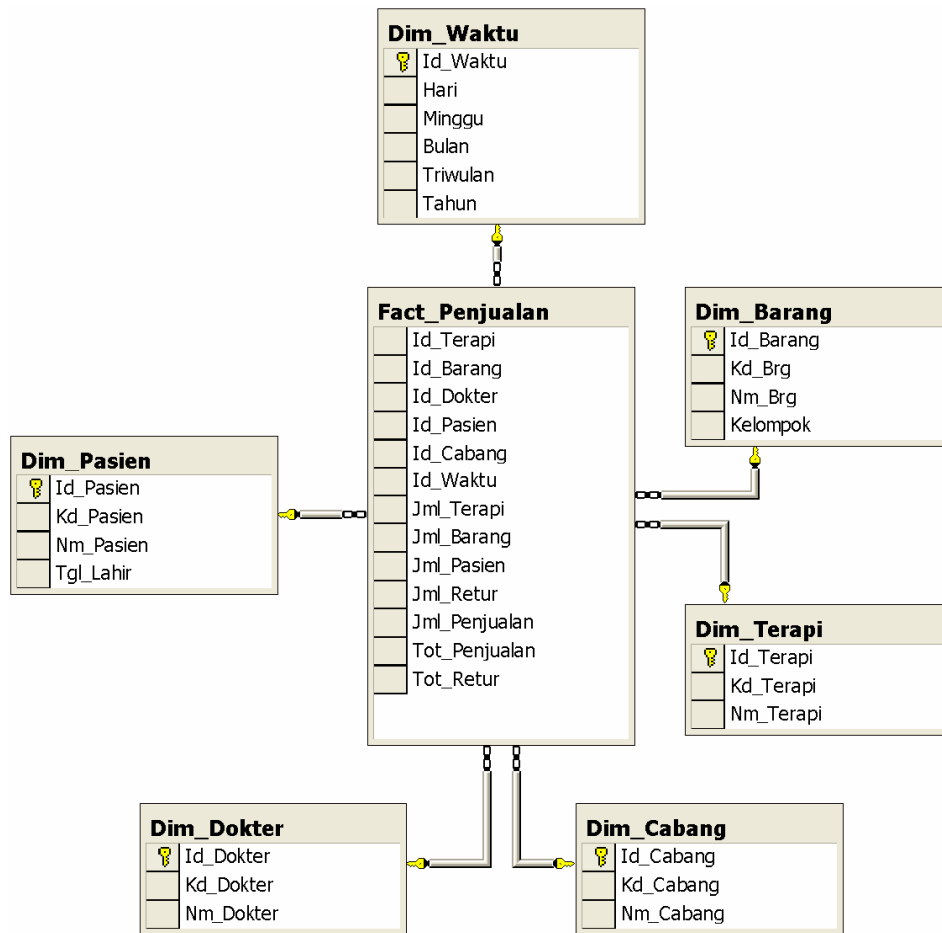 Dim_Waktu
Id_Waktu
Hari
Minggu
Bulan
Triwulan
Tahun
Fact_Penjualan
Id_Terapi
Id_Barang
Id_Dokter
Id_Pasien
Id_Cabang
Id_Waktu
Jml_Terapi
Jml_Barang
Jml_Pasien
Jml_Retur
Jml_Penjualan
Tot_Penjualan
Tot_Retur
Dim_Barang
Id_Barang
Kd_Brg
Nm_Brg
Kelompok
Dim_Pasien
Id_Pasien
Kd_Pasien
Nm_Pasien
Tgl_Lahir
Dim_Terapi
Id_Terapi
Kd_Terapi
Nm_Terapi
Dim_Dokter
Id_Dokter
Kd_Dokter
Nm_Dokter
Dim_Cabang
Id_Cabang
Kd_Cabang
Nm_Cabang